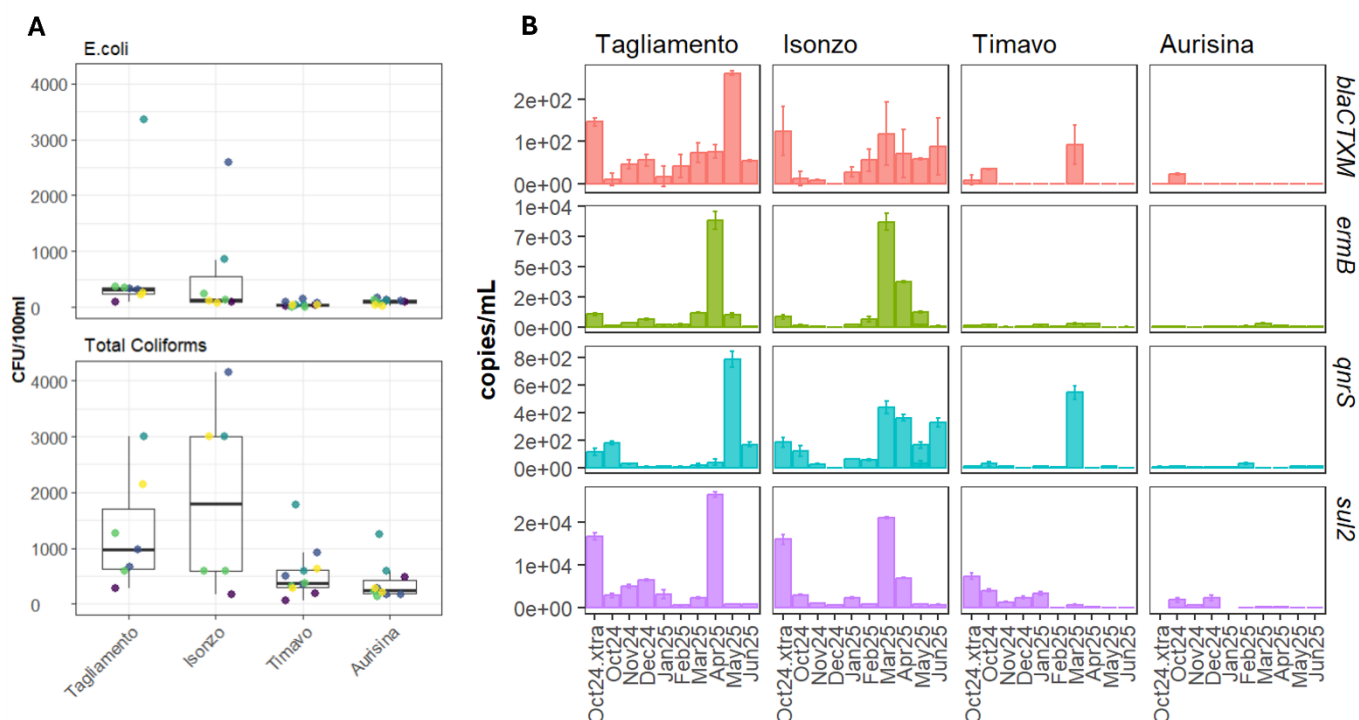 A
E.coli
4000
3000
2000
1000
0
Total Coliforms
4000
3000
2000
1000
0
CFU/100ml
Tagliamento
Isonzo
Timavo
Aurisina
B
Tagliamento Isonzo Timavo Aurisina
2e+02
1e+02
0e+00
blaCTXM
1e+04
9e+03
6e+03
3e+03
0e+00
ermB
8e+02
6e+02
4e+02
2e+02
0e+00
qnrS
2e+04
1e+04
0e+00
sul2
copies/mL
Oct24.xtra
Oct24
Nov24
Dec24
Jan25
Feb25
Mar25
Apr25
May25
Jun25
Oct24.xtra
Oct24
Nov24
Dec24
Jan25
Feb25
Mar25
Apr25
May25
Jun25
Oct24.xtra
Oct24
Nov24
Dec24
Jan25
Feb25
Mar25
Apr25
May25
Jun25
Oct24.xtra
Oct24
Nov24
Dec24
Jan25
Feb25
Mar25
Apr25
May25
Jun25